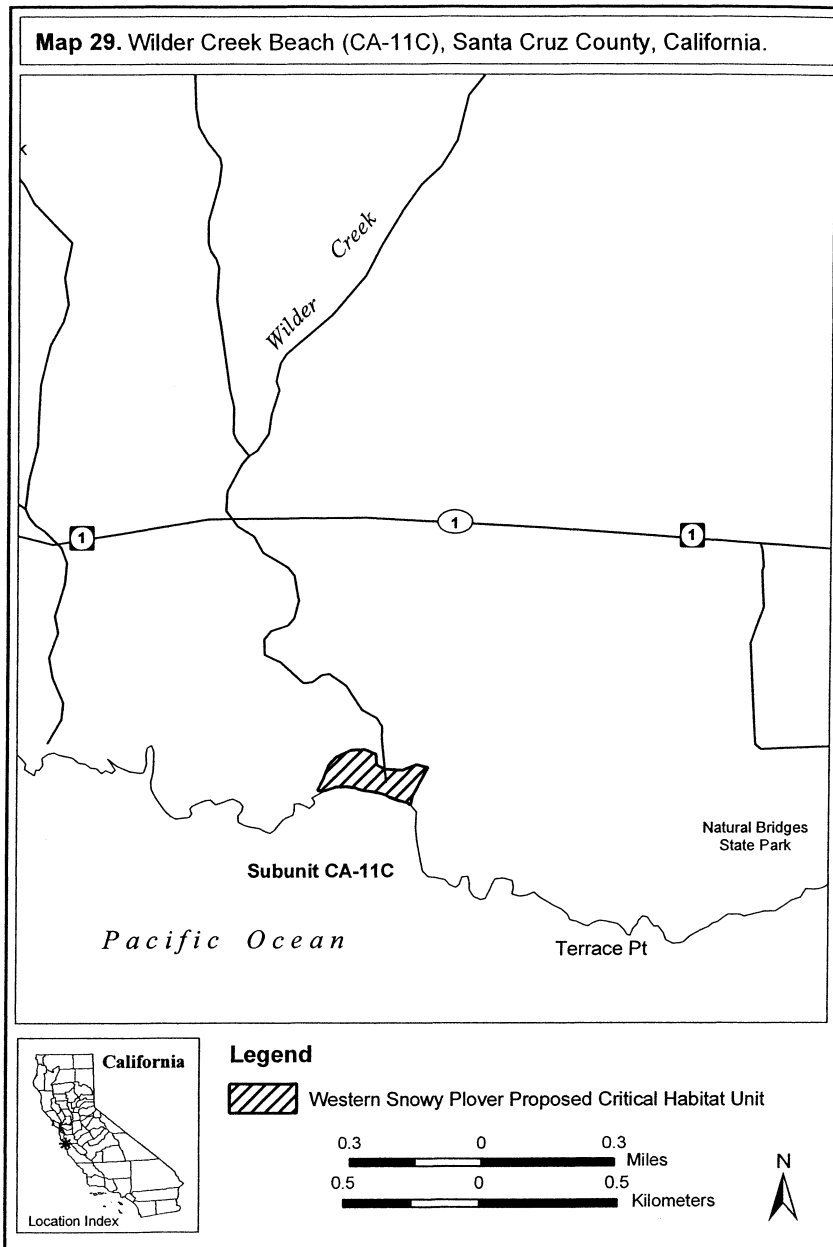 Map 29. Wilder Creek Beach (CA-11C), Santa Cruz County, California.
k
Wilder Creek
1
1
1
Natural Bridges
State Park
Subunit CA-11C
Pacific Ocean
Terrace Pt
California
Location Index
Legend
Western Snowy Plover Proposed Critical Habitat Unit
0.3 0 0.3
Miles
0.5 0 0.5
Kilometers
N